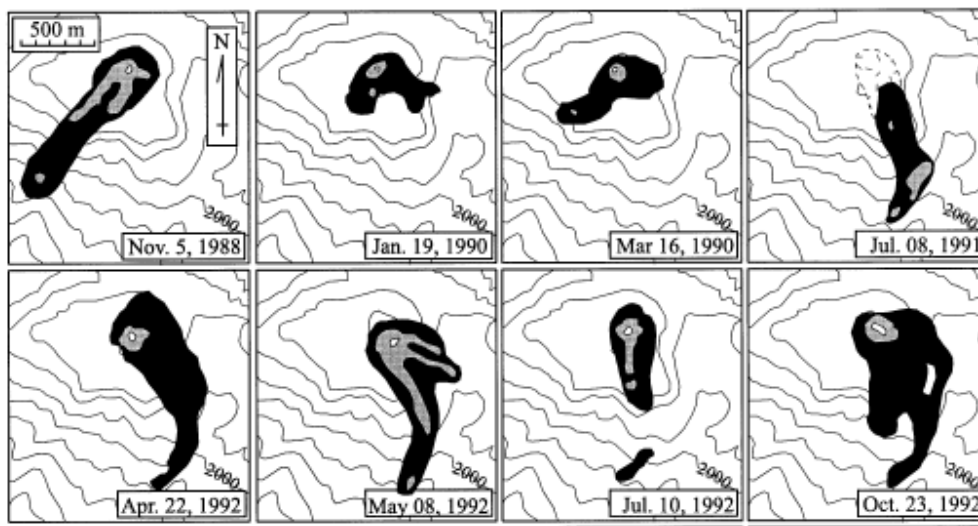 500 m
N
2000
Nov. 5, 1988
Jan. 19, 1990
2000
Mar 16, 1990
2000
Jul. 08, 1991
2000
Apr. 22, 1992
2000
May 08, 1992
2000
Jul. 10, 1992
2000
Oct. 23, 1992